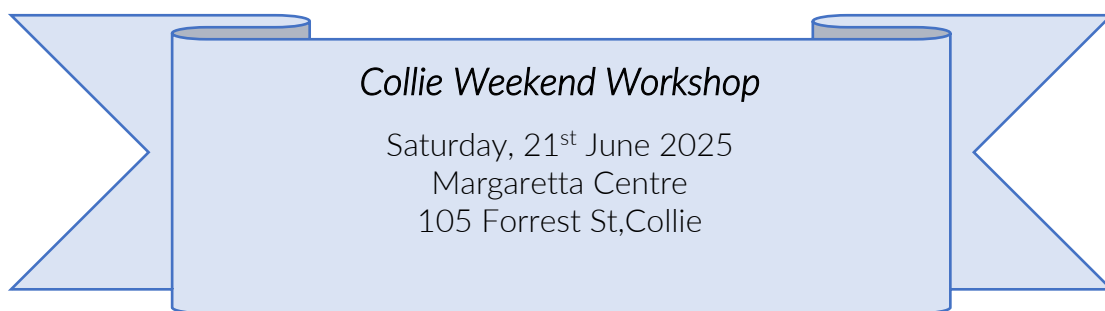 Collie Weekend Workshop
Saturday, 21st June 2025
Margaretta Centre
105 Forrest St,Collie